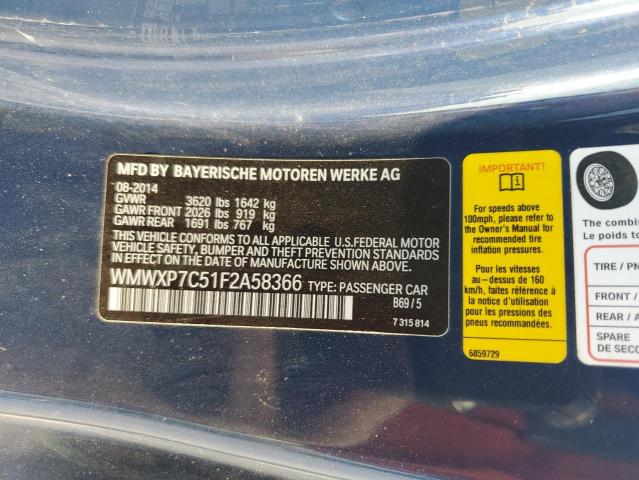 MFD BY BAYERISCHE MOTOREN WERKE AG
08-2014
GVWR 3620 lbs 1642 kg
GAWR FRONT 2026 lbs 919 kg
GAWR REAR 1691 lbs 767 kg
THIS VEHICLE CONFORMS TO ALL APPLICABLE U.S.FEDERAL MOTOR
VEHICLE SAFETY, BUMPER AND THEFT PREVENTION STANDARDS
IN EFFECT ON THE DATE OF MANUFACTURE SHOWN ABOVE.
WMWXP7C51F2A58366 TYPE: PASSENGER CAR
B69 / 5
7 315 814
IMPORTANT!
For speeds above
100mph, please refer to
the Owner's Manual for
recommended tire
inflation pressures.
Pour les vitesses
au-dessus de 160
km/h, faites référence à
la notice d'utilisation
pour les pressions des
pneus recommandées.
6859729
The combine
Le poids to
TIRE / PN
FRONT /
REAR / A
SPARE
DE SECO